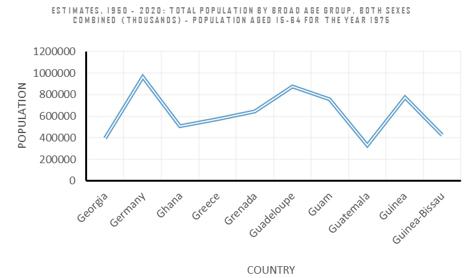 ESTIMATES, 1950 - 2020: TOTAL POPULATION BY BROAD AGE GROUP, BOTH SEXES
COMBINED (THOUSANDS) - POPULATION AGED 15-64 FOR THE YEAR 1975
1200000
1000000
800000
600000
400000
200000
0
POPULATION
Georgia
Germany
Ghana
Greece
Grenada
Guadeloupe
Guam
Guatemala
Guinea
Guinea-Bissau
COUNTRY